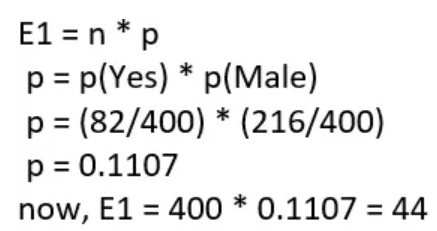 E1 = n * p
p = p(Yes) * p(Male)
p = (82/400) * (216/400)
p = 0.1107
now, E1 = 400 * 0.1107 = 44